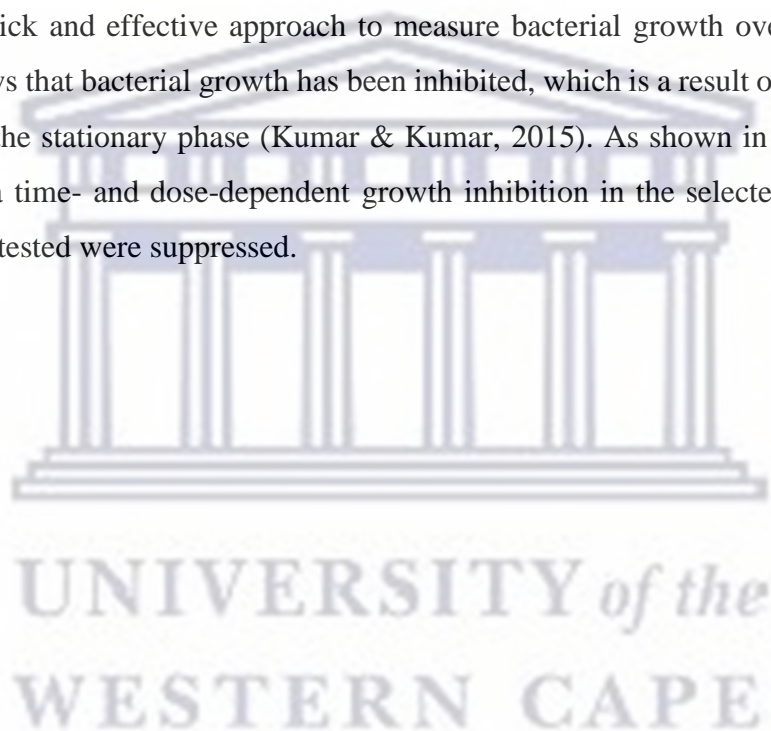 ick and effective approach to measure bacterial growth ov
s that bacterial growth has been inhibited, which is a result o
he stationary phase (Kumar & Kumar, 2015). As shown in
time- and dose-dependent growth inhibition in the selecte
tested were suppressed.
UNIVERSITY of the
WESTERN CAPE